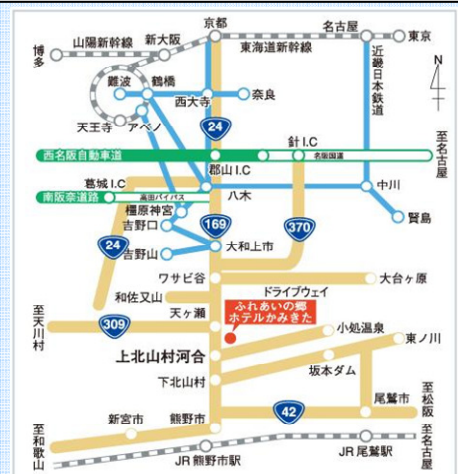 京都
名古屋
東京
山陽新幹線
新大阪
東海道新幹線
博多
難波
鶴橋
近畿日本鉄道
N
西大寺
奈良
天王寺
アベノ
24
針I.C
名阪国道
西名阪自動車道
至名古屋
郡山I.C
葛城I.C
南阪奈道路
高田バイパス
八木
中川
橿原神宮
169
370
賢島
吉野口
24
大和上市
吉野山
ワサビ谷
大台ヶ原
ドライブウェイ
和佐又山
ふれあいの郷
ホテルかみきた
至天川村
309
天ヶ瀬
小処温泉
東ノ川
上北山村河合
坂本ダム
下北山村
尾鷲市
至松阪
新宮市
熊野市
42
至和歌山
JR 熊野市駅
JR 尾鷲駅
至名古屋